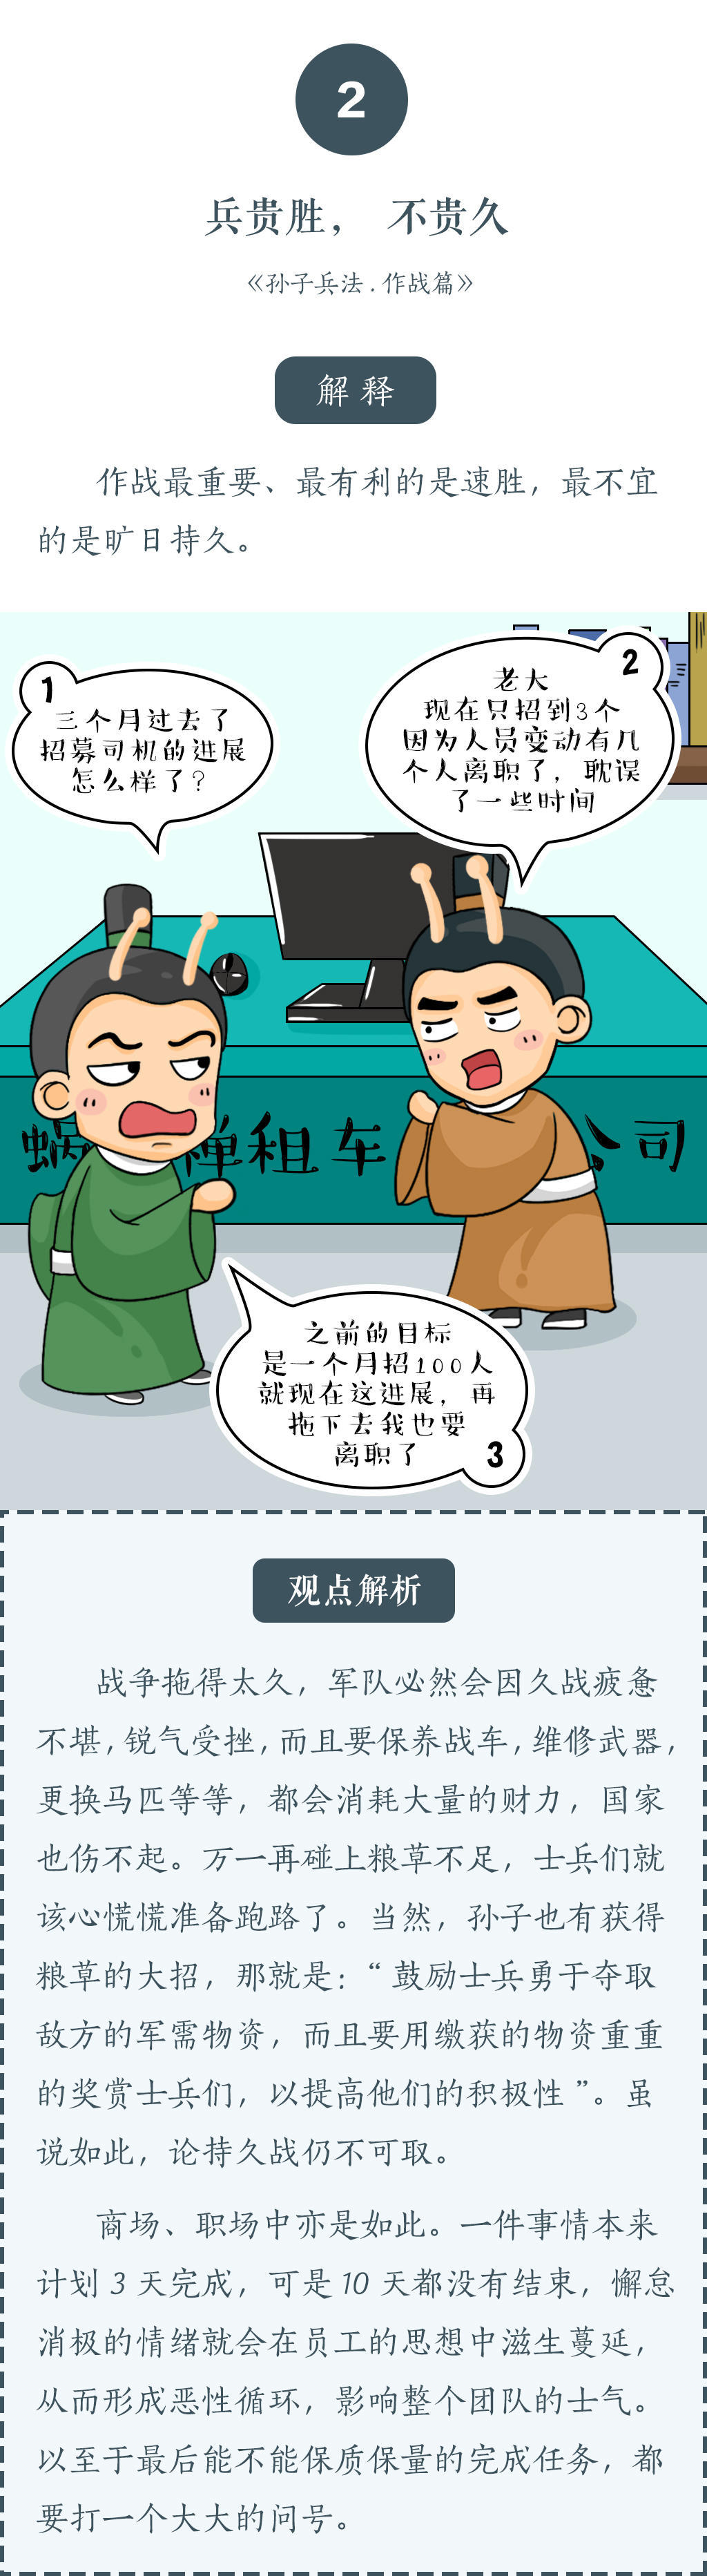 2
兵贵胜， 不贵久
《孙子兵法.作战篇》
解 释
作战最重要、最有利的是速胜，最不宜
的是旷日持久。
1
三个月过去了
招募司机的进展
怎么样了？
2
老大
现在只招到3个
因为人员变动有几
个人离职了，耽误
了一些时间
租车
司
之前的目标
是一个月招100人
就现在这进展，再
拖下去我也要
离职了
3
观点解析
战争拖得太久，军队必然会因久战疲惫
不堪，锐气受挫，而且要保养战车，维修武器，
更换马匹等等，都会消耗大量的财力，国家
也伤不起。万一再碰上粮草不足，士兵们就
该心慌慌准备跑路了。当然，孙子也有获得
粮草的大招，那就是：“鼓励士兵勇于夺取
敌方的军需物资，而且要用缴获的物资重重
的奖赏士兵们，以提高他们的积极性”。虽
说如此，论持久战仍不可取。
商场、职场中亦是如此。一件事情本来
计划 3 天完成，可是 10 天都没有结束，懈怠
消极的情绪就会在员工的思想中滋生蔓延，
从而形成恶性循环，影响整个团队的士气。
以至于最后能不能保质保量的完成任务，都
要打一个大大的问号。